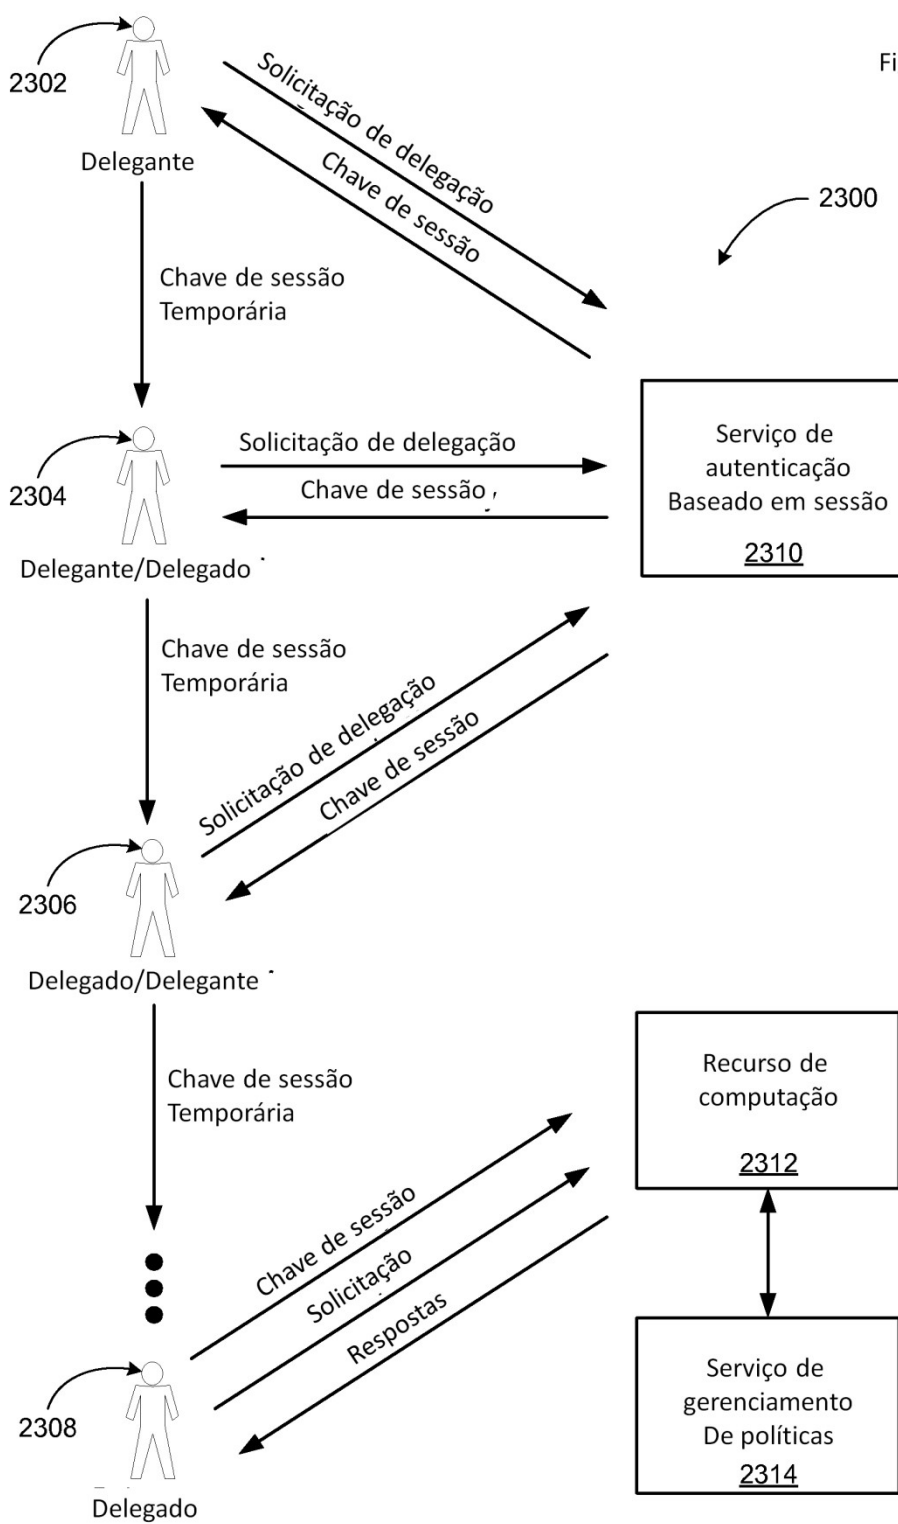 Fi
2302
Delegante
Solicitação de delegação
Chave de sessão
2300
Chave de sessão
Temporária
2304
Delegante/Delegado
Solicitação de delegação
Chave de sessão,
Serviço de
autenticação
Baseado em sessão
2310
Chave de sessão
Temporária
Solicitação de delegação
Chave de sessão
2306
Delegado/Delegante
Chave de sessão
Temporária
Recurso de
computação
2312
Chave de sessão
Solicitação
Respostas
2308
Delegado
Serviço de
gerenciamento
De políticas
2314